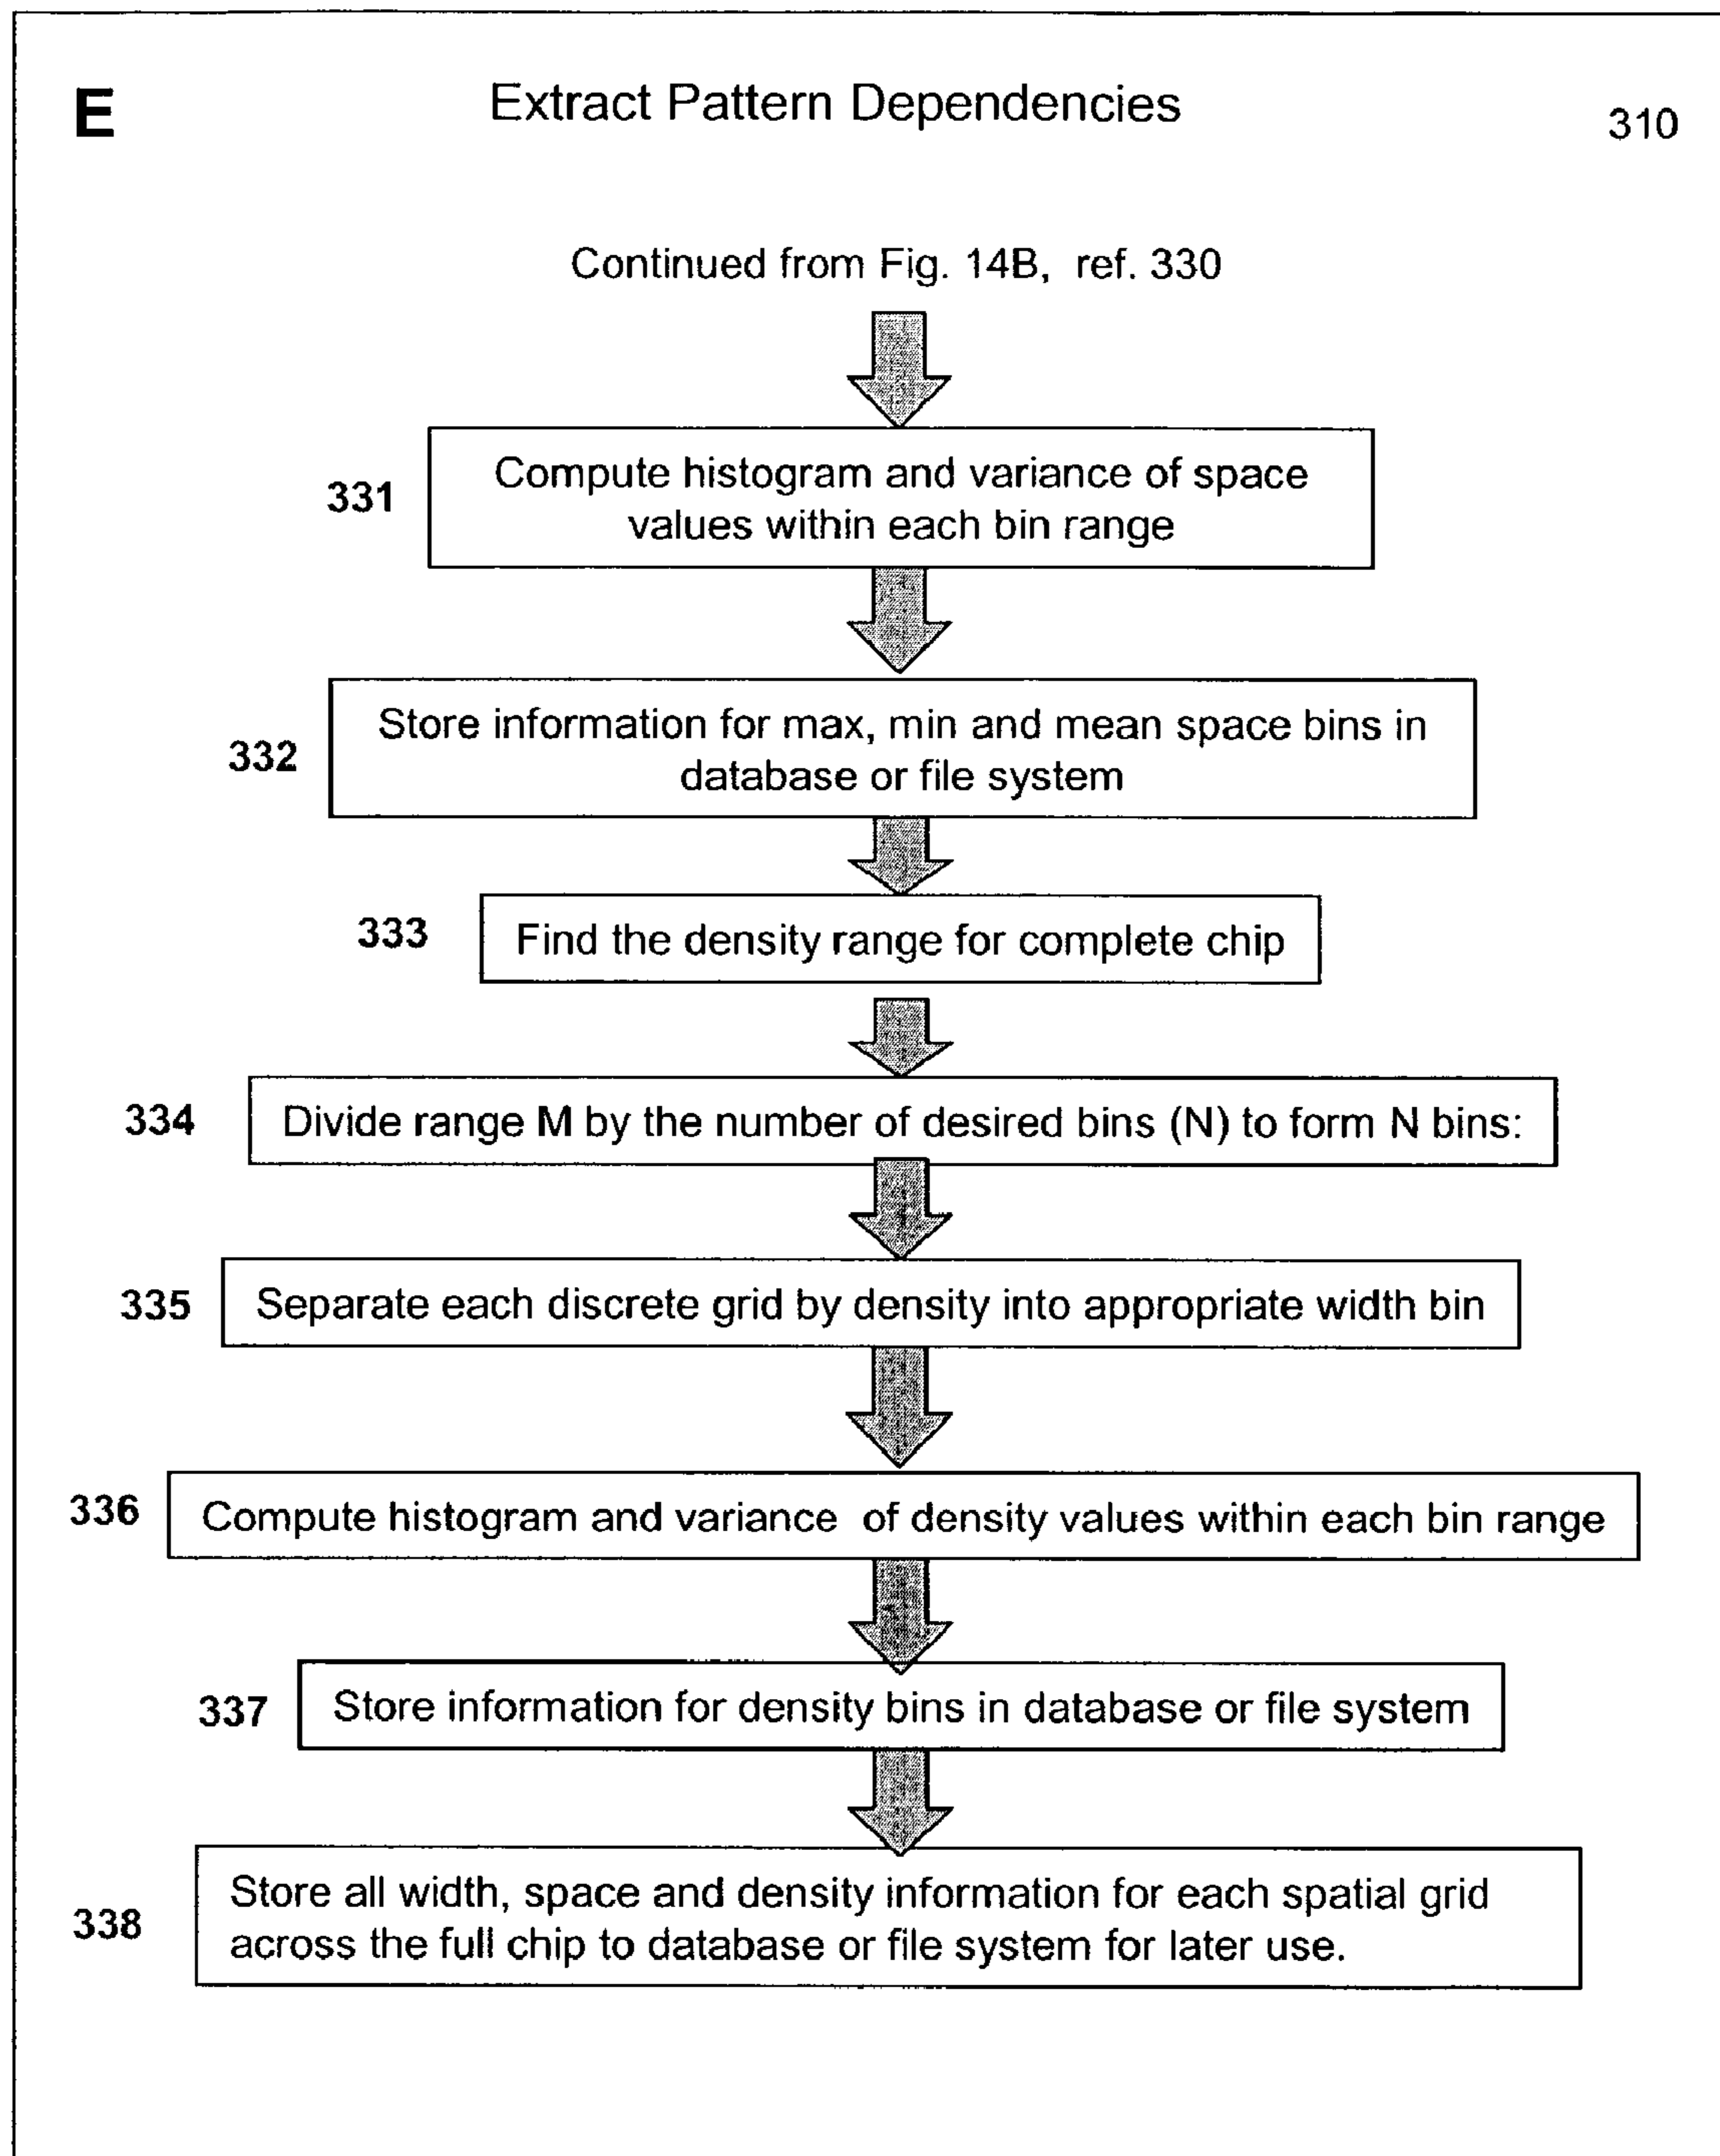 E Extract Pattern Dependencies 310
Continued from Fig. 14B, ref. 330
331 Compute histogram and variance of space
values within each bin range
332 Store information for max, min and mean space bins in
database or file system
333 Find the density range for complete chip
334 Divide range M by the number of desired bins (N) to form N bins:
335 Separate each discrete grid by density into appropriate width bin
336 Compute histogram and variance of density values within each bin range
337 Store information for density bins in database or file system
338 Store all width, space and density information for each spatial grid
across the full chip to database or file system for later use.